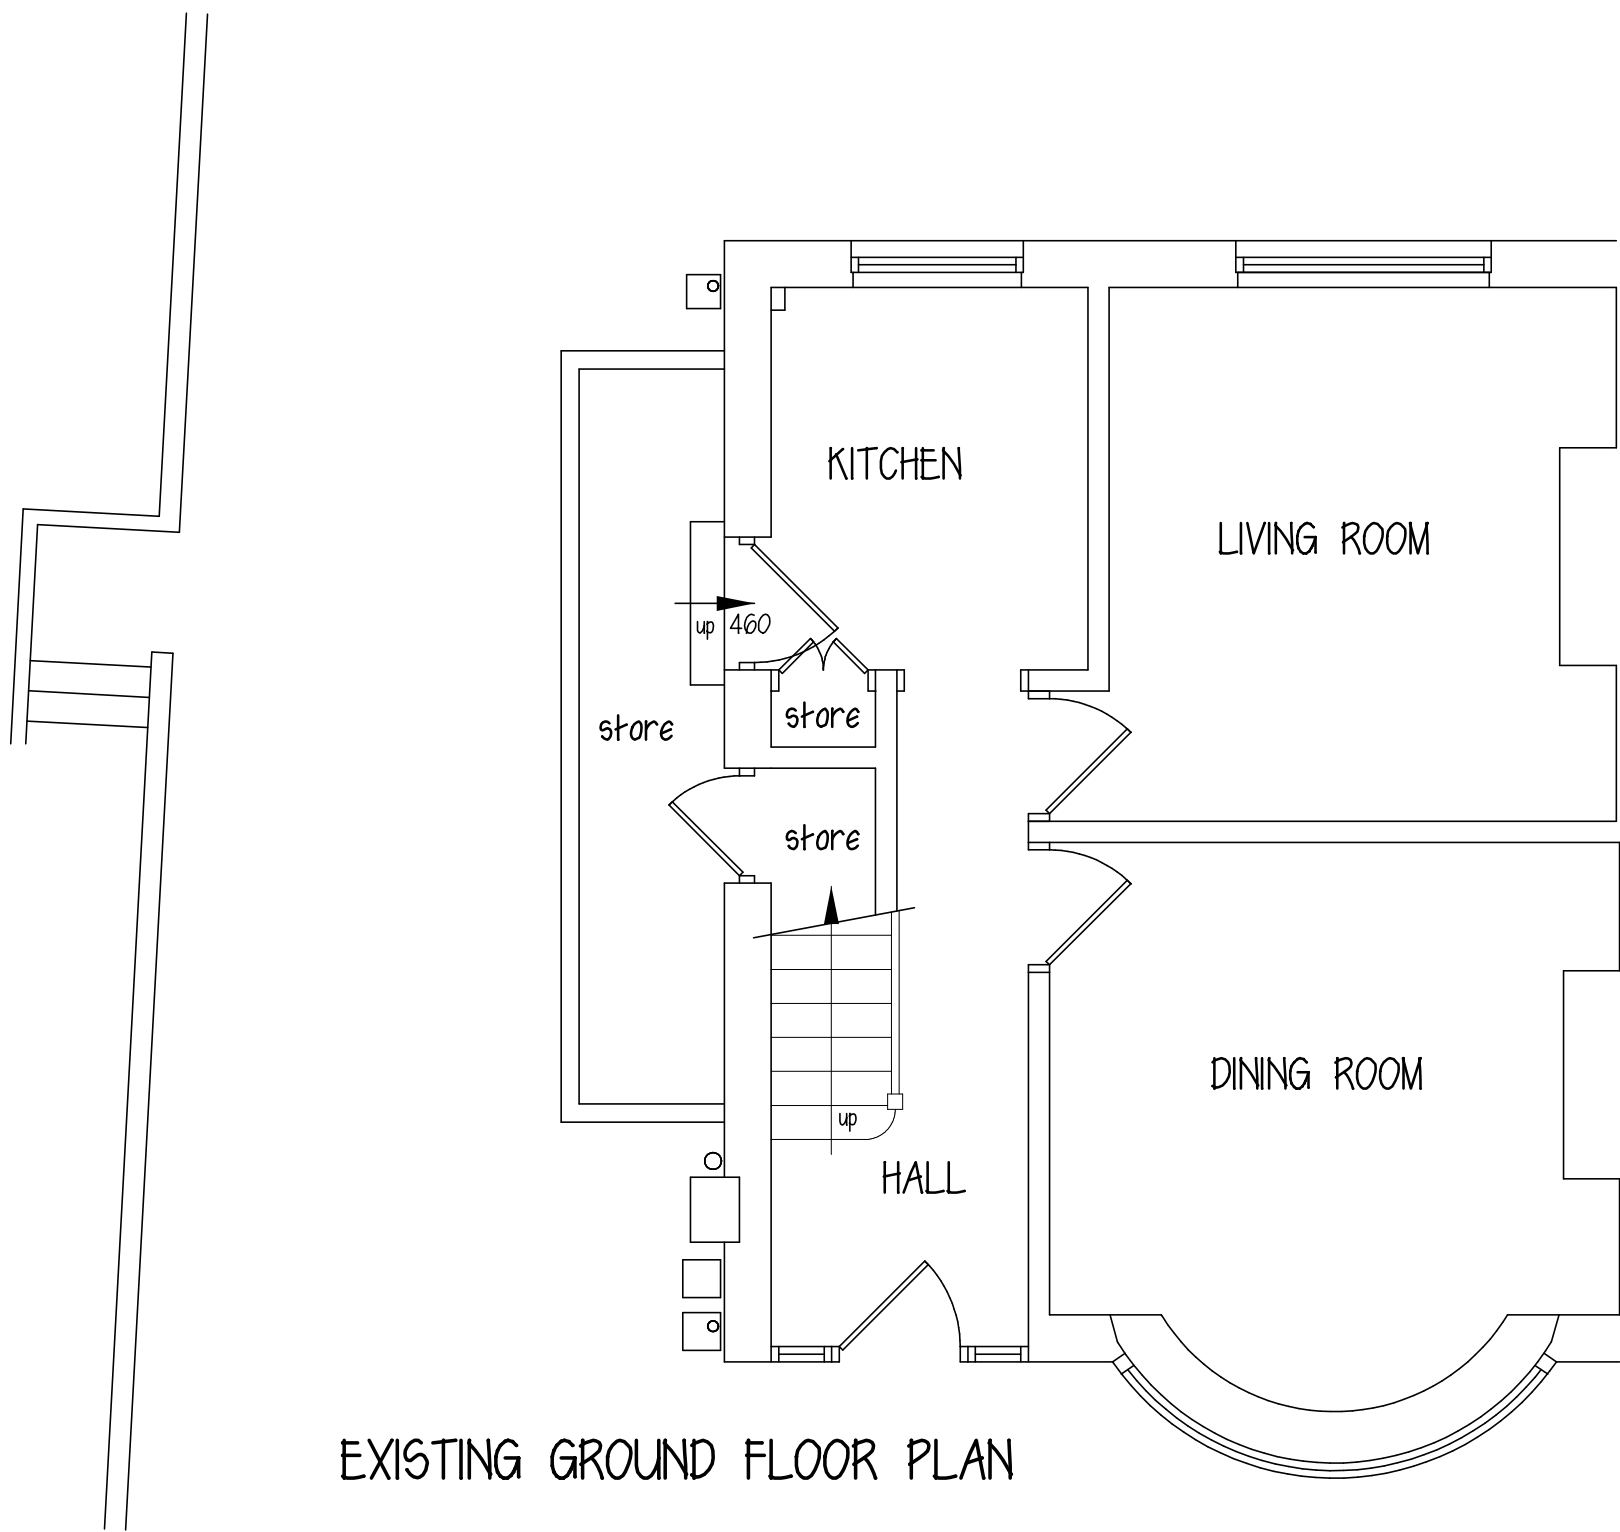 KITCHEN
LIVING ROOM
up 460
store
store
store
DINING ROOM
up
HALL
EXISTING GROUND FLOOR PLAN